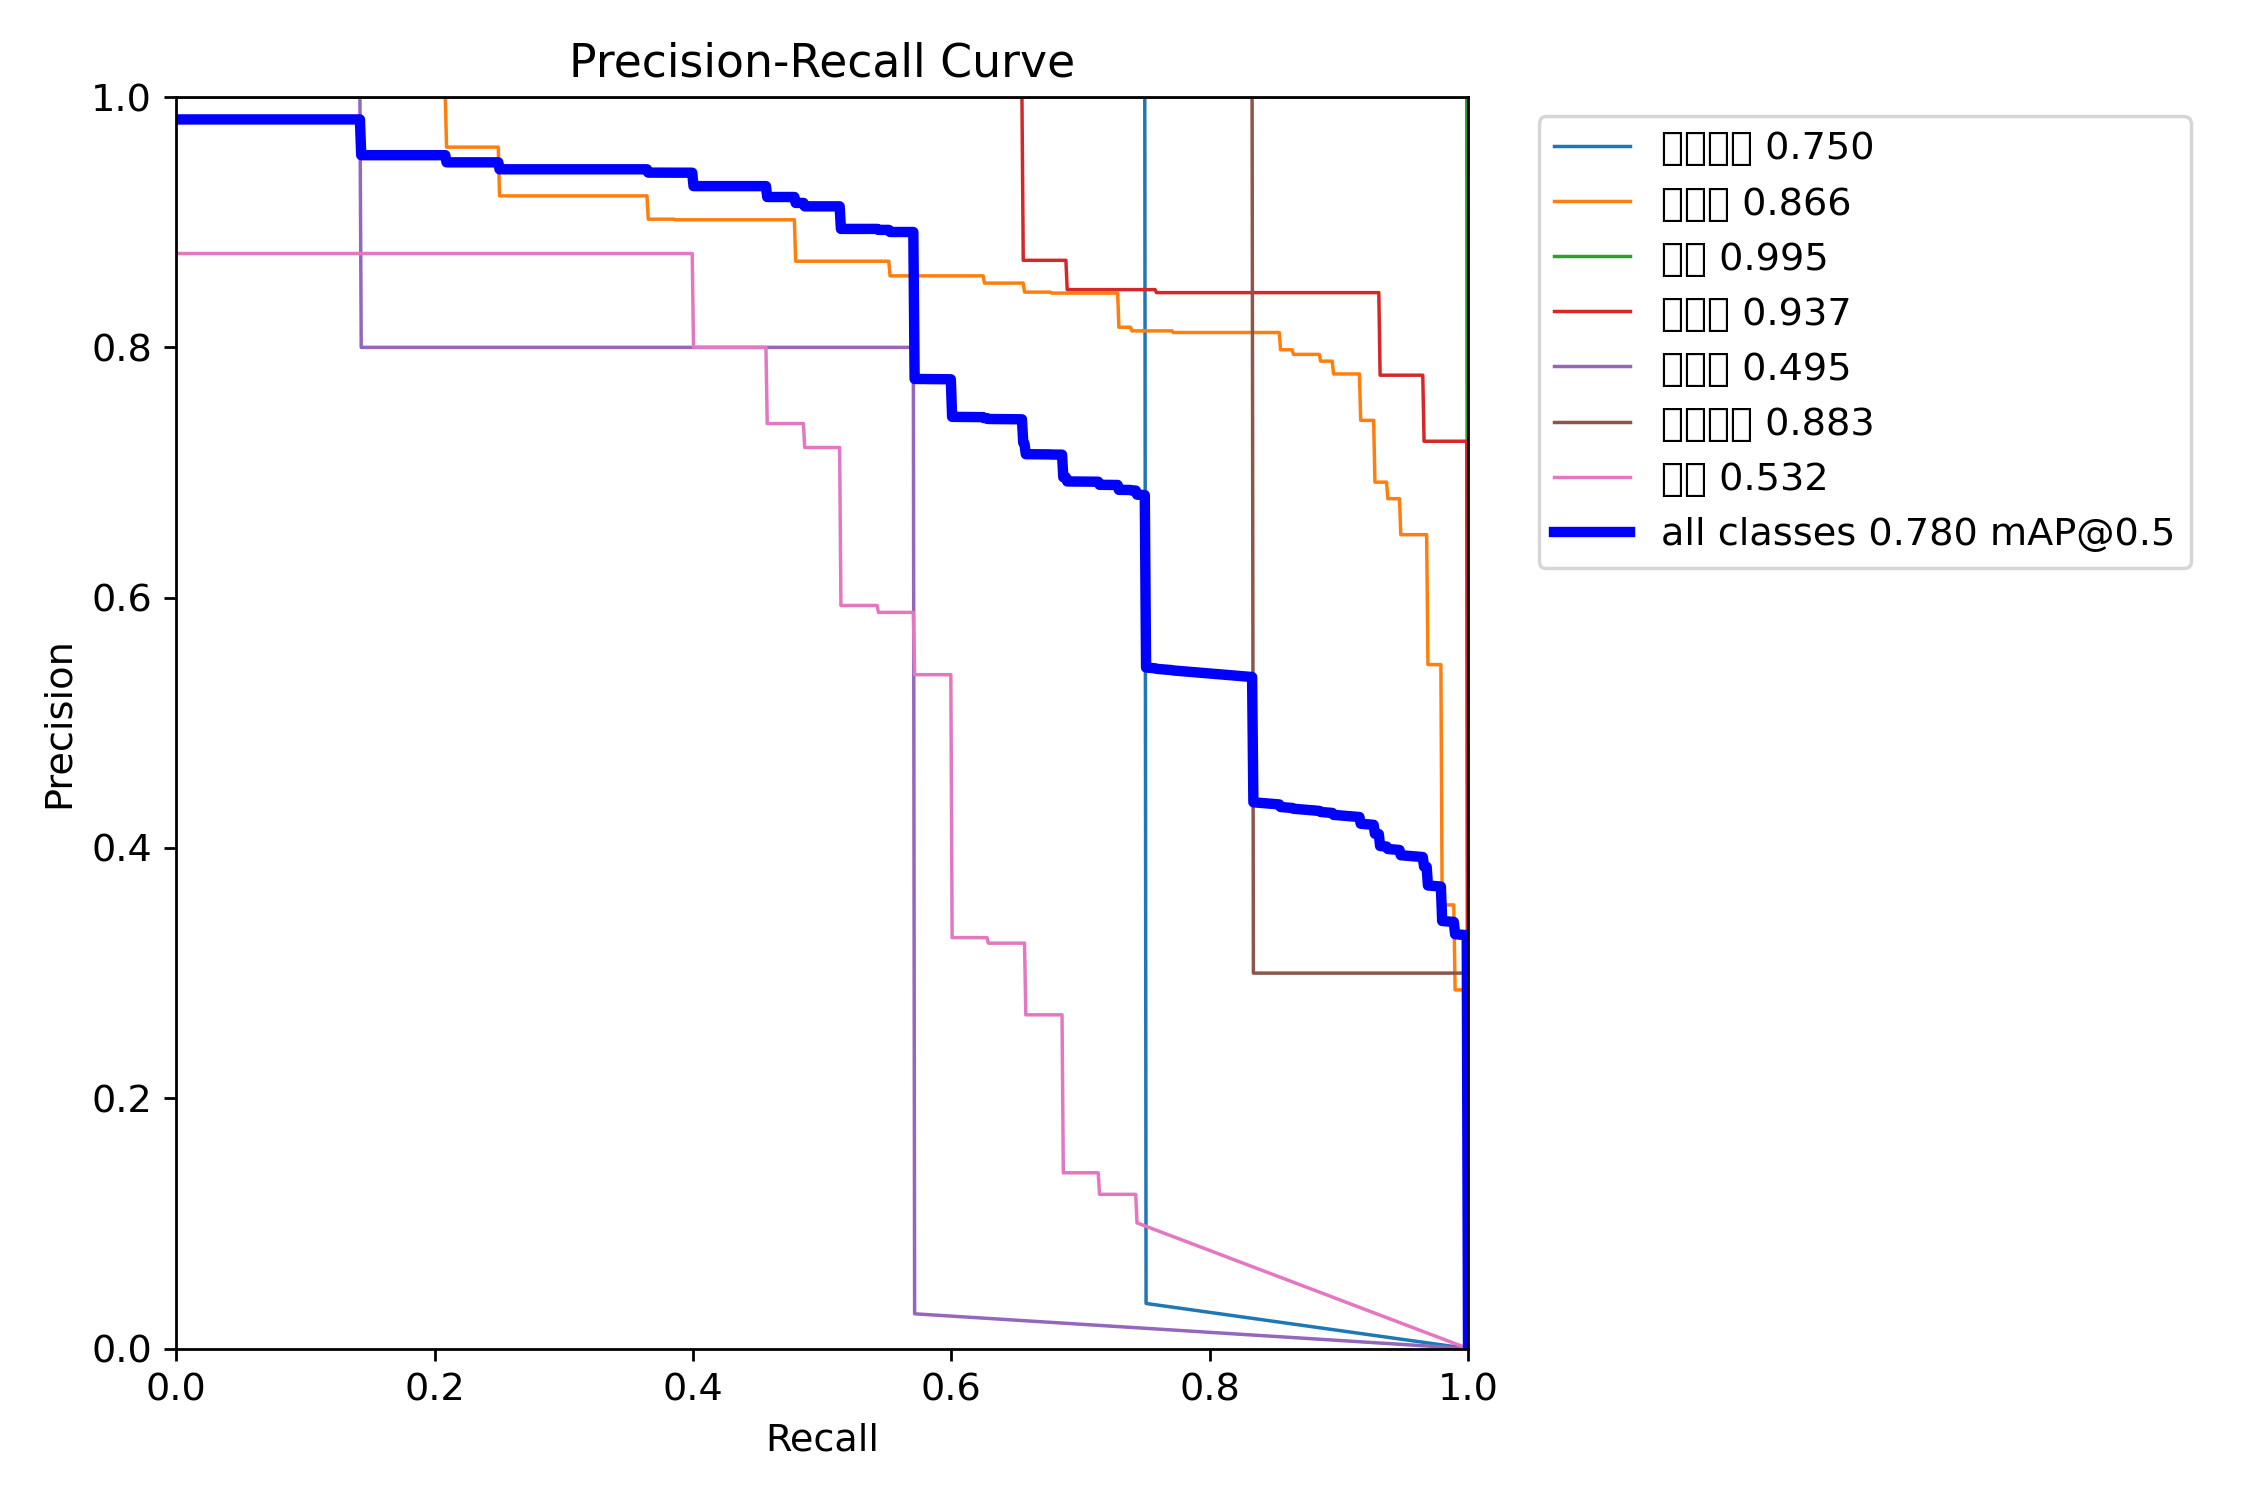 Precision-Recall Curve
1.0
0.8
0.6
0.4
0.2
0.0
Precision
0.0 0.2 0.4 0.6 0.8 1.0
Recall
□□□□ 0.750
□□□ 0.866
□□ 0.995
□□□ 0.937
□□□ 0.495
□□□□ 0.883
□□ 0.532
all classes 0.780 mAP@0.5